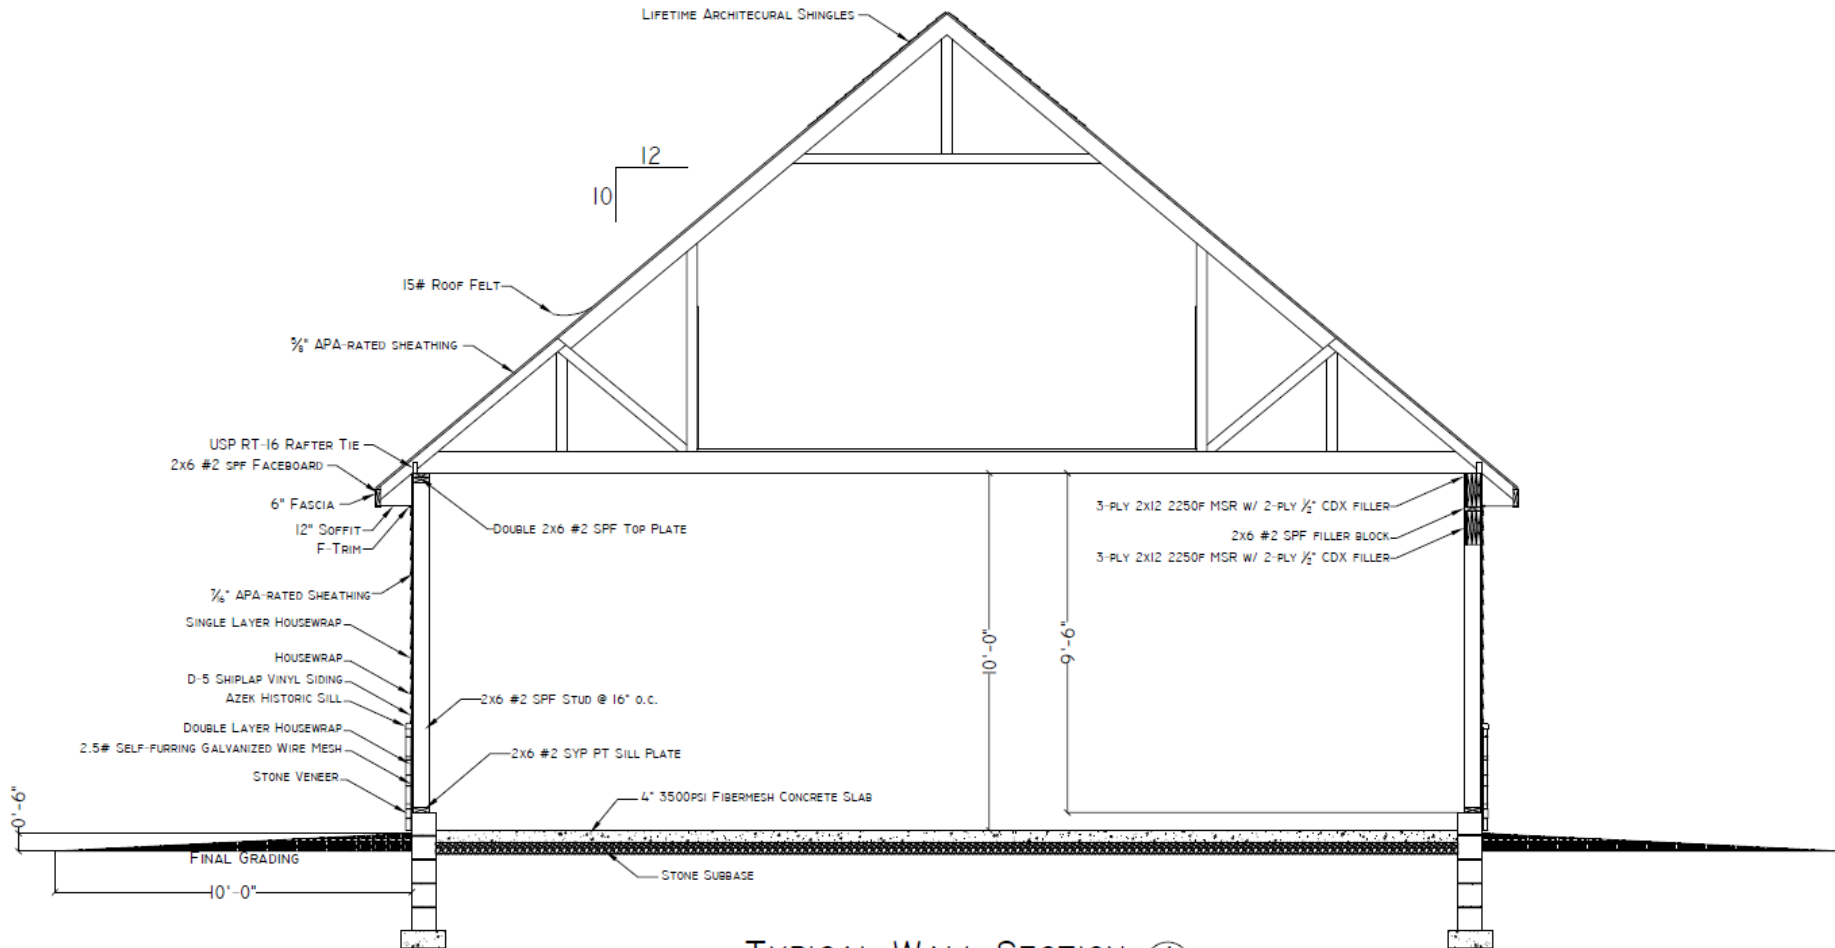 Lifetime Architecural Shingles
12
10
15# Roof Felt
⅝" APA-rated sheathing
USP RT-16 Rafter Tie
2x6 #2 SPF Faceboard
6" Fascia
12" Soffit
F-Trim
Double 2x6 #2 SPF Top Plate
3-ply 2x12 2250F MSR w/ 2-ply ½" CDX filler
2x6 #2 SPF filler block
3-ply 2x12 2250F MSR w/ 2-ply ½" CDX filler
7/16" APA-rated Sheathing
Single Layer Housewrap
Housewrap
D-5 Shiplap Vinyl Siding
Azek Historic Sill
10'-0"
9'-6"
2x6 #2 SPF Stud @ 16" o.c.
Double Layer Housewrap
2.5# Self-furring Galvanized Wire Mesh
2x6 #2 SYP PT Sill Plate
Stone Veneer
4" 3500psi Fibermesh Concrete Slab
0'-6"
Final Grading
Stone Subbase
10'-0"
Typical Wall Section